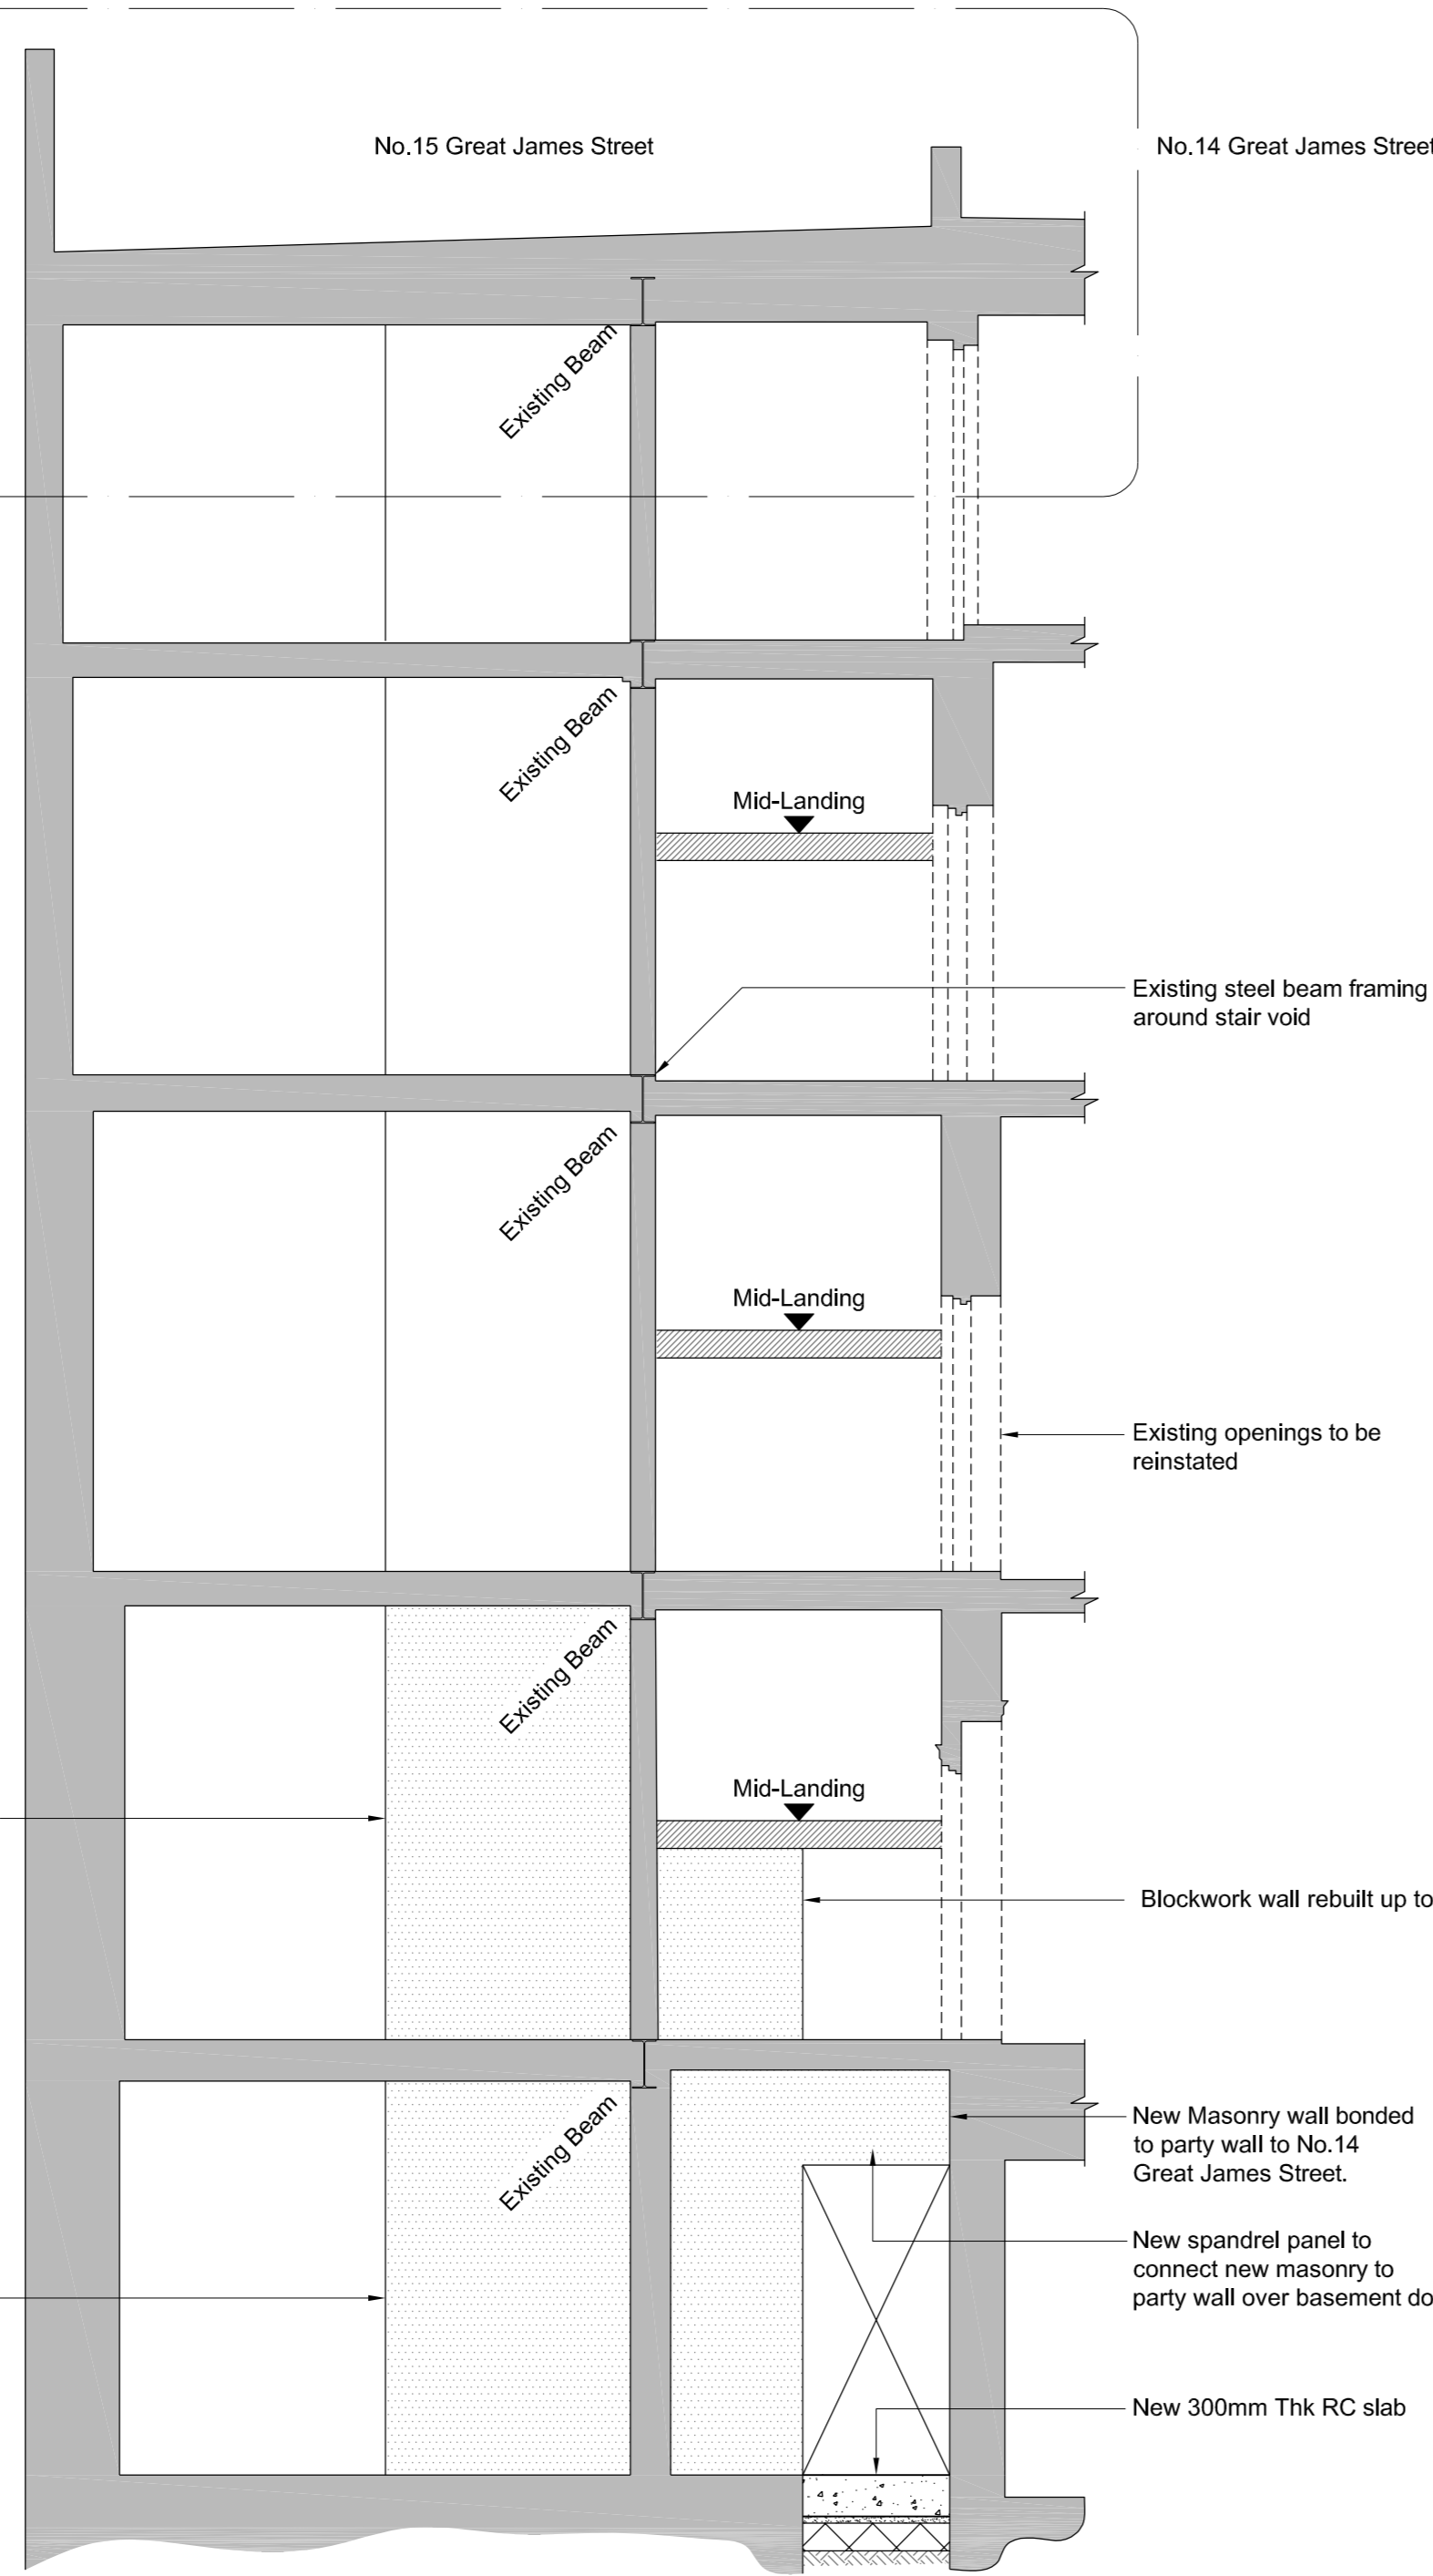 No.15 Great James Street
No.14 Great James Street
Existing Beam
Existing Beam
Mid-Landing
Existing steel beam framing
around stair void
Existing Beam
Mid-Landing
Existing openings to be
reinstated
Existing Beam
Mid-Landing
Blockwork wall rebuilt up to
Existing Beam
New Masonry wall bonded
to party wall to No.14
Great James Street.
New spandrel panel to
connect new masonry to
party wall over basement do
New 300mm Thk RC slab